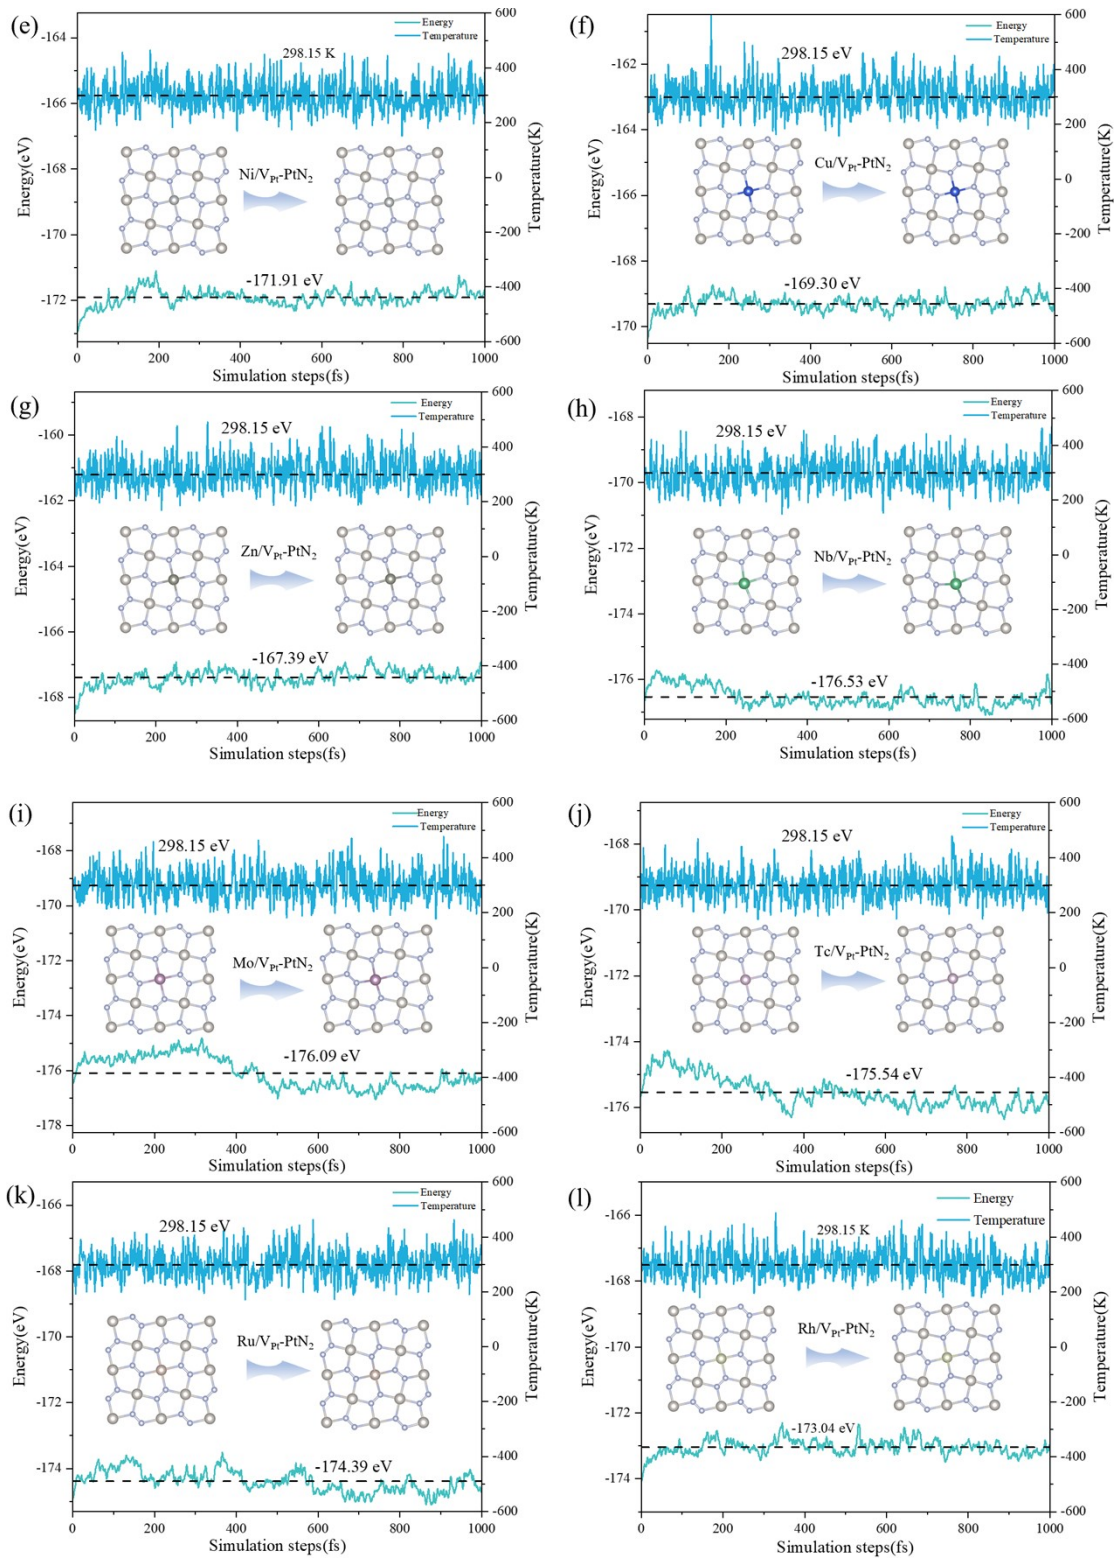 (e)
Energy
Temperature
298.15 K
Ni/VPt-PtN2
-171.91 eV
-164
-166
-168
-170
-172
Energy(eV)
600
400
200
0
-200
-400
-600
Temperature(K)
0 200 400 600 800 1000
Simulation steps(fs)
(f)
Energy
Temperature
298.15 eV
Cu/VPt-PtN2
-169.30 eV
-162
-164
-166
-168
-170
Energy(eV)
600
400
200
0
-200
-400
-600
Temperature(K)
0 200 400 600 800 1000
Simulation steps(fs)
(g)
Energy
Temperature
298.15 eV
Zn/VPt-PtN2
-167.39 eV
-160
-162
-164
-166
-168
Energy(eV)
600
400
200
0
-200
-400
-600
Temperature(K)
0 200 400 600 800 1000
Simulation steps(fs)
(h)
Energy
Temperature
298.15 eV
Nb/VPt-PtN2
-176.53 eV
-168
-170
-172
-174
-176
Energy(eV)
600
400
200
0
-200
-400
-600
Temperature(K)
0 200 400 600 800 1000
Simulation steps(fs)
(i)
Energy
Temperature
298.15 eV
Mo/VPt-PtN2
-176.09 eV
-168
-170
-172
-174
-176
-178
Energy(eV)
600
400
200
0
-200
-400
-600
Temperature(K)
0 200 400 600 800 1000
Simulation steps(fs)
(j)
Energy
Temperature
298.15 eV
Tc/VPt-PtN2
-175.54 eV
-168
-170
-172
-174
-176
Energy(eV)
600
400
200
0
-200
-400
-600
Temperature(K)
0 200 400 600 800 1000
Simulation steps(fs)
(k)
Energy
Temperature
298.15 eV
Ru/VPt-PtN2
-174.39 eV
-166
-168
-170
-172
-174
Energy(eV)
600
400
200
0
-200
-400
-600
Temperature(K)
0 200 400 600 800 1000
Simulation steps(fs)
(l)
Energy
Temperature
298.15 K
Rh/VPt-PtN2
-173.04 eV
-166
-168
-170
-172
-174
Energy(eV)
600
400
200
0
-200
-400
-600
Temperature(K)
0 200 400 600 800 1000
Simulation steps(fs)